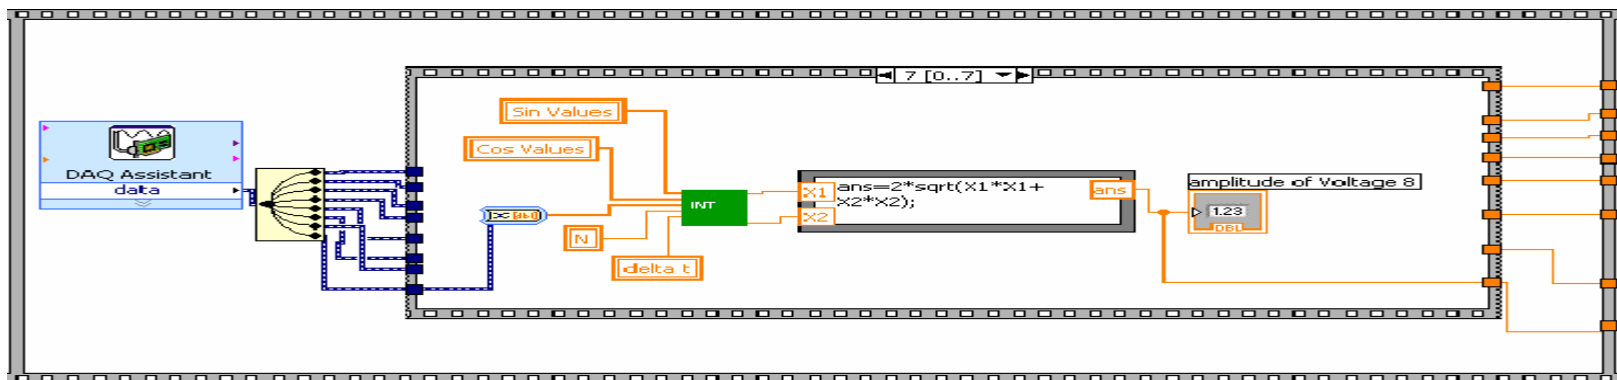 7 [0..7]
Sin Values
Cos Values
DAQ Assistant
data
INT
N
delta t
X1
X2
ans=2*sqrt(X1*X1+
X2*X2);
ans
amplitude of Voltage 8
1.23
DBL